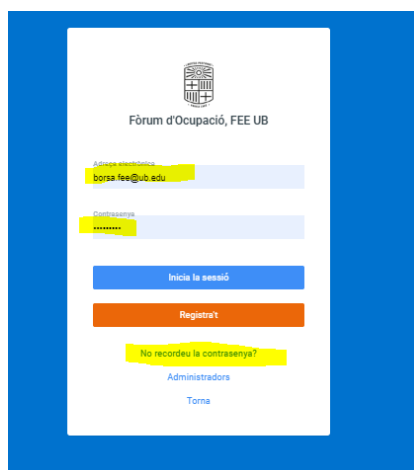 Fòrum d'Ocupació, FEE UB
Adreça electrònica
borsa.fee@ub.edu
Contrasenya
•••••••••
Inicia la sessió
Registra't
No recordeu la contrasenya?
Administradors
Torna